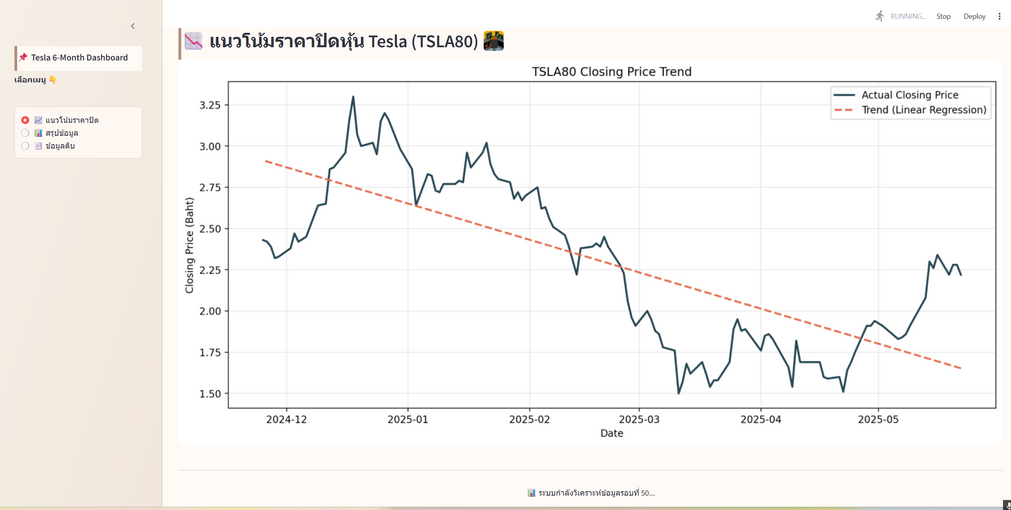 RUNNING...
Stop
Deploy
📌 Tesla 6-Month Dashboard
เลือกเมนู 👇
📈 แนวโน้มราคาปิด
📊 สรุปข้อมูล
🧾 ข้อมูลดิบ
📉 แนวโน้มราคาปิดหุ้น Tesla (TSLA80)
TSLA80 Closing Price Trend
Actual Closing Price
Trend (Linear Regression)
Closing Price (Baht)
3.25
3.00
2.75
2.50
2.25
2.00
1.75
1.50
2024-12
2025-01
2025-02
2025-03
2025-04
2025-05
Date
📊 ระบบกำลังวิเคราะห์ข้อมูลรอบที่ 50...